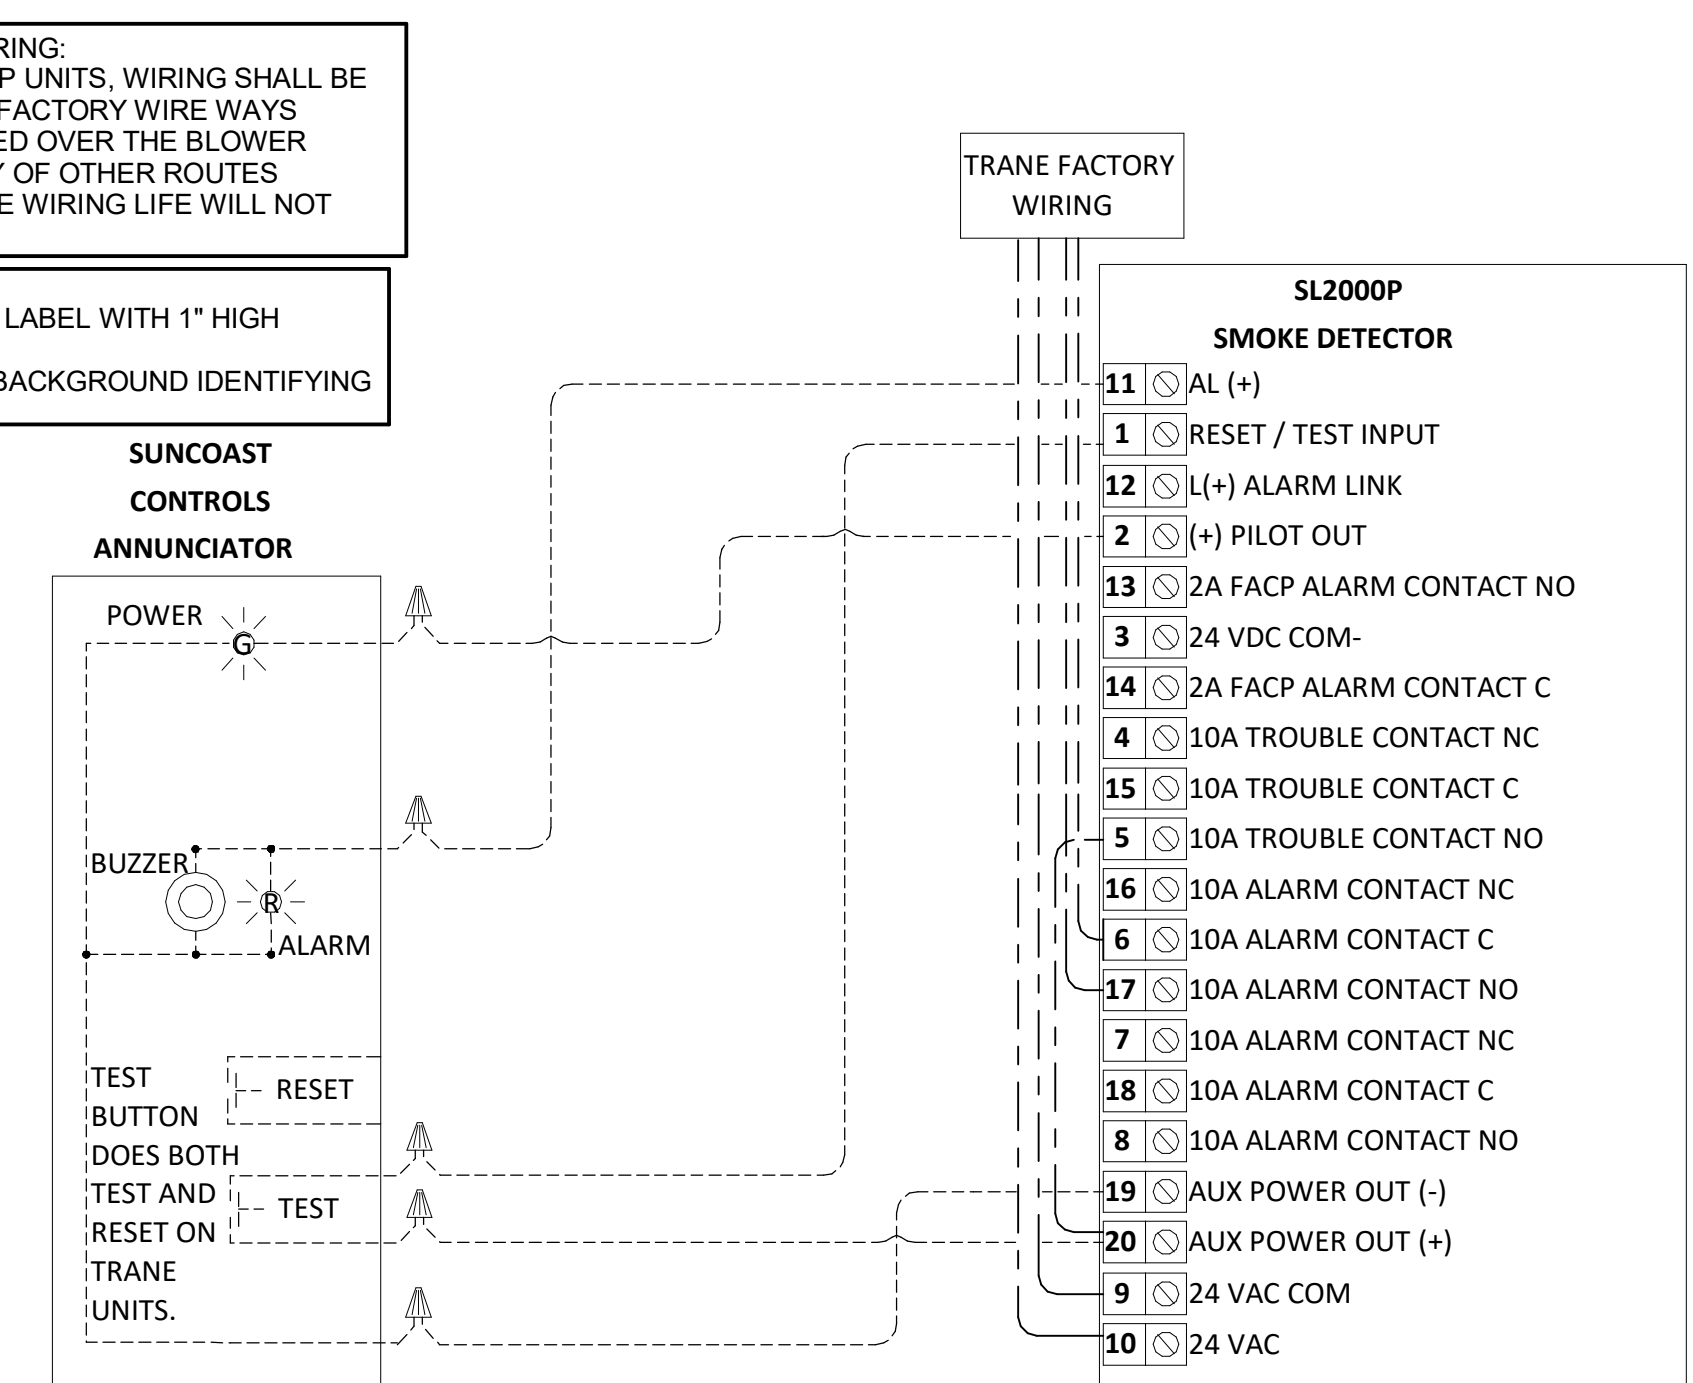 RING:
P UNITS, WIRING SHALL BE
FACTORY WIRE WAYS
ED OVER THE BLOWER
Y OF OTHER ROUTES
E WIRING LIFE WILL NOT
LABEL WITH 1" HIGH
BACKGROUND IDENTIFYING
SUNCOAST
CONTROLS
ANNUNCIATOR
POWER
G
BUZZER
R
ALARM
TEST
BUTTON
DOES BOTH
TEST AND
RESET ON
TRANE
UNITS.
RESET
TEST
TRANE FACTORY
WIRING
SL2000P
SMOKE DETECTOR
11 AL (+)
1 RESET / TEST INPUT
12 L(+) ALARM LINK
2 (+) PILOT OUT
13 2A FACP ALARM CONTACT NO
3 24 VDC COM-
14 2A FACP ALARM CONTACT C
4 10A TROUBLE CONTACT NC
15 10A TROUBLE CONTACT C
5 10A TROUBLE CONTACT NO
16 10A ALARM CONTACT NC
6 10A ALARM CONTACT C
17 10A ALARM CONTACT NO
7 10A ALARM CONTACT NC
18 10A ALARM CONTACT C
8 10A ALARM CONTACT NO
19 AUX POWER OUT (-)
20 AUX POWER OUT (+)
9 24 VAC COM
10 24 VAC